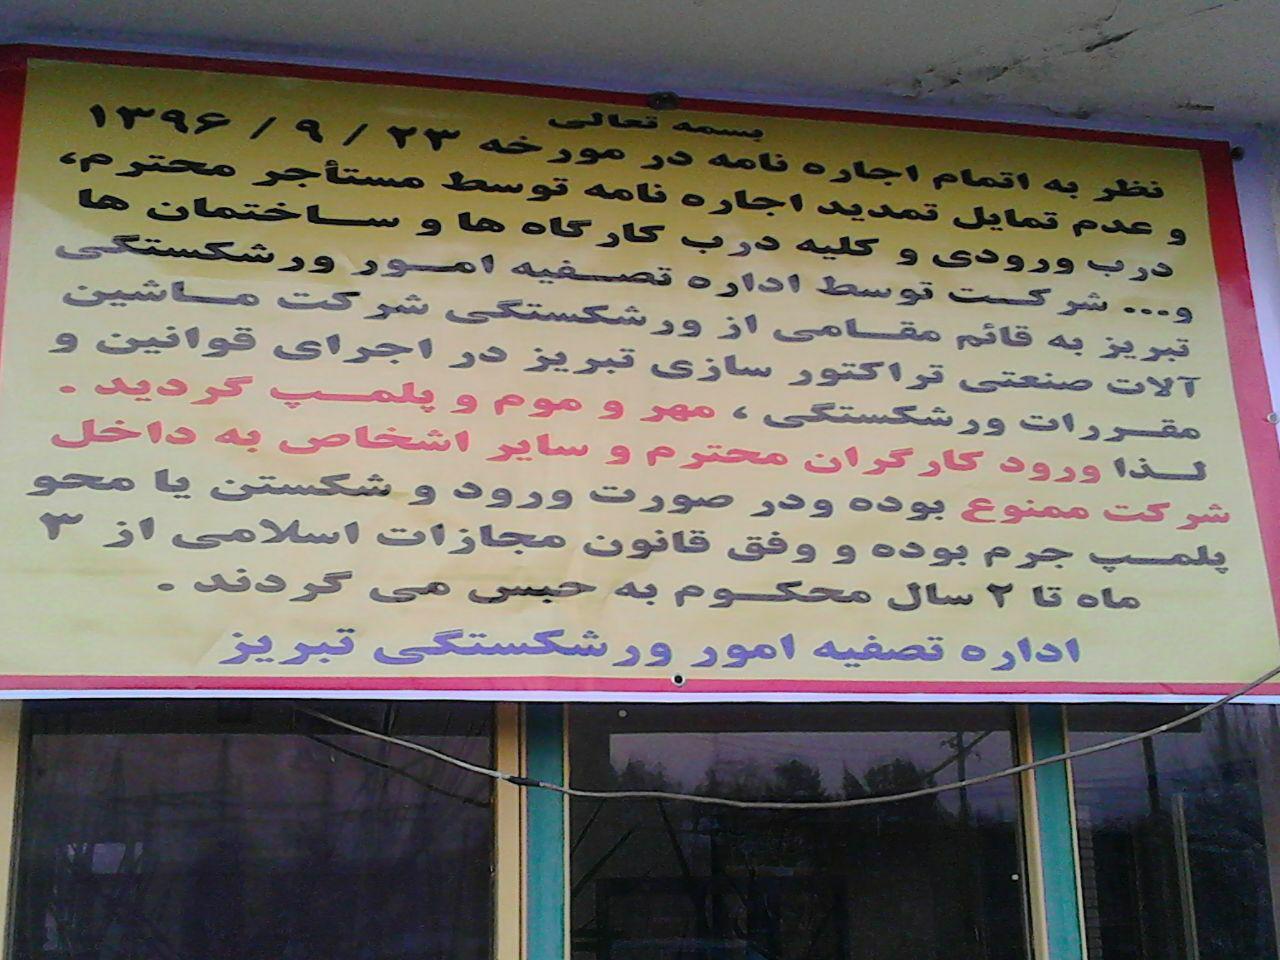 بسمه تعالی
نظر به اتمام اجاره نامه در مورخه ۲۳ / ۹ / ۱۳۹۶
و عدم تمایل تمدید اجاره نامه توسط مستأجر محترم،
درب ورودی و کلیه درب کارگاه ها و ساختمان ها
و... شرکت توسط اداره تصفیه امور ورشکستگی
تبریز به قائم مقامی از ورشکستگی شرکت ماشین
آلات صنعتی تراکتور سازی تبریز در اجرای قوانین و
مقررات ورشکستگی ، مهر و موم و پلمپ گردید .
لذا ورود کارگران محترم و سایر اشخاص به داخل
شرکت ممنوع بوده ودر صورت ورود و شکستن یا محو
پلمپ جرم بوده و وفق قانون مجازات اسلامی از ۳
ماه تا ۲ سال محکوم به حبس می گردند .
اداره تصفیه امور ورشکستگی تبریز